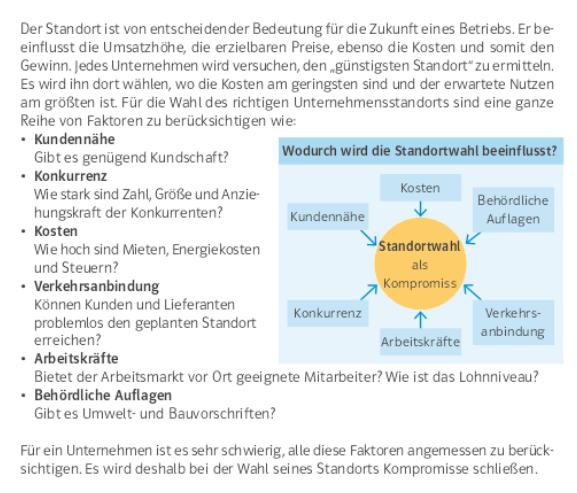 Der Standort ist von entscheidender Bedeutung für die Zukunft eines Betriebs. Er be-
einflusst die Umsatzhöhe, die erzielbaren Preise, ebenso die Kosten und somit den
Gewinn. Jedes Unternehmen wird versuchen, den „günstigsten Standort“ zu ermitteln.
Es wird ihn dort wählen, wo die Kosten am geringsten sind und der erwartete Nutzen
am größten ist. Für die Wahl des richtigen Unternehmensstandorts sind eine ganze
Reihe von Faktoren zu berücksichtigen wie:
• Kundennähe
Gibt es genügend Kundschaft?
• Konkurrenz
Wie stark sind Zahl, Größe und Anzie-
hungskraft der Konkurrenten?
• Kosten
Wie hoch sind Mieten, Energiekosten
und Steuern?
• Verkehrsanbindung
Können Kunden und Lieferanten
problemlos den geplanten Standort
erreichen?
• Arbeitskräfte
Bietet der Arbeitsmarkt vor Ort geeignete Mitarbeiter? Wie ist das Lohnniveau?
• Behördliche Auflagen
Gibt es Umwelt- und Bauvorschriften?
Wodurch wird die Standortwahl beeinflusst?
Kosten
Kundennähe
Behördliche
Auflagen
Standortwahl
als
Kompromiss
Konkurrenz
Verkehrs-
anbindung
Arbeitskräfte
Für ein Unternehmen ist es sehr schwierig, alle diese Faktoren angemessen zu berück-
sichtigen. Es wird deshalb bei der Wahl seines Standorts Kompromisse schließen.